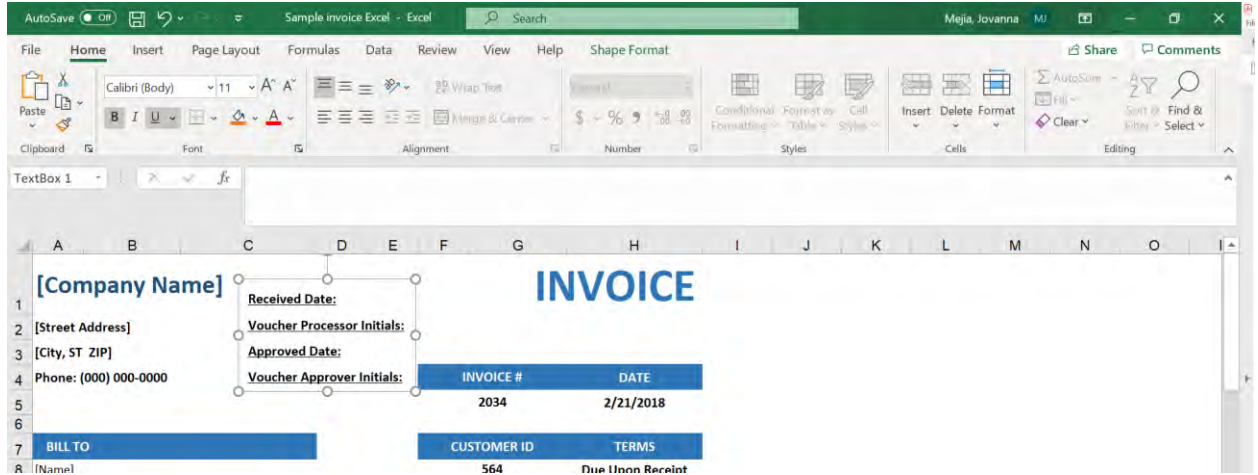 AutoSave Off Sample invoice Excel - Excel Search Mejia, Jovanna MJ
File Home Insert Page Layout Formulas Data Review View Help Shape Format Share Comments
Calibri (Body) 11 A^ A˅ Wrap Text General AutoSum
Paste B I U A Merge & Center $ % 9 Conditional Formatting Format as Table Cell Styles Insert Delete Format Fill Clear Sort & Filter Find & Select
Clipboard Font Alignment Number Styles Cells Editing
TextBox 1 fx
A B C D E F G H I J K L M N O
1 [Company Name] Received Date: INVOICE
2 [Street Address] Voucher Processor Initials:
3 [City, ST ZIP] Approved Date:
4 Phone: (000) 000-0000 Voucher Approver Initials: INVOICE # DATE
5 2034 2/21/2018
6
7 BILL TO CUSTOMER ID TERMS
8 [Name] 564 Due Upon Receipt